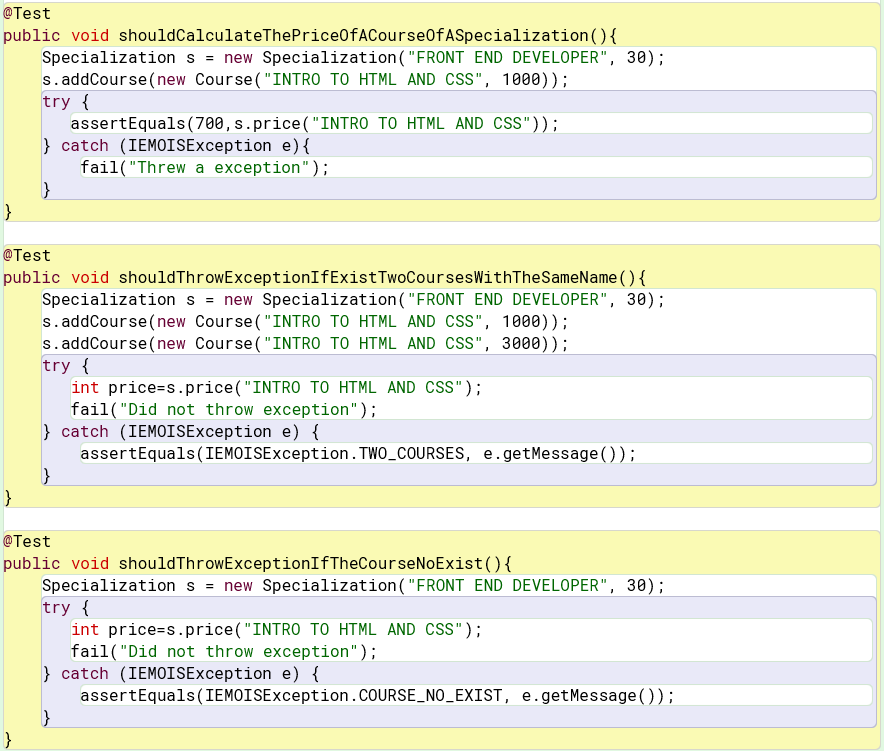 @Test
public void shouldCalculateThePriceOfACourseOfASpecialization(){
    Specialization s = new Specialization("FRONT END DEVELOPER", 30);
    s.addCourse(new Course("INTRO TO HTML AND CSS", 1000));
    try {
       assertEquals(700,s.price("INTRO TO HTML AND CSS"));
    } catch (IEMOISException e){
        fail("Threw a exception");
    }
}
@Test
public void shouldThrowExceptionIfExistTwoCoursesWithTheSameName(){
    Specialization s = new Specialization("FRONT END DEVELOPER", 30);
    s.addCourse(new Course("INTRO TO HTML AND CSS", 1000));
    s.addCourse(new Course("INTRO TO HTML AND CSS", 3000));
    try {
       int price=s.price("INTRO TO HTML AND CSS");
       fail("Did not throw exception");
    } catch (IEMOISException e) {
        assertEquals(IEMOISException.TWO_COURSES, e.getMessage());
    }
}
@Test
public void shouldThrowExceptionIfTheCourseNoExist(){
    Specialization s = new Specialization("FRONT END DEVELOPER", 30);
    try {
       int price=s.price("INTRO TO HTML AND CSS");
       fail("Did not throw exception");
    } catch (IEMOISException e) {
        assertEquals(IEMOISException.COURSE_NO_EXIST, e.getMessage());
    }
}